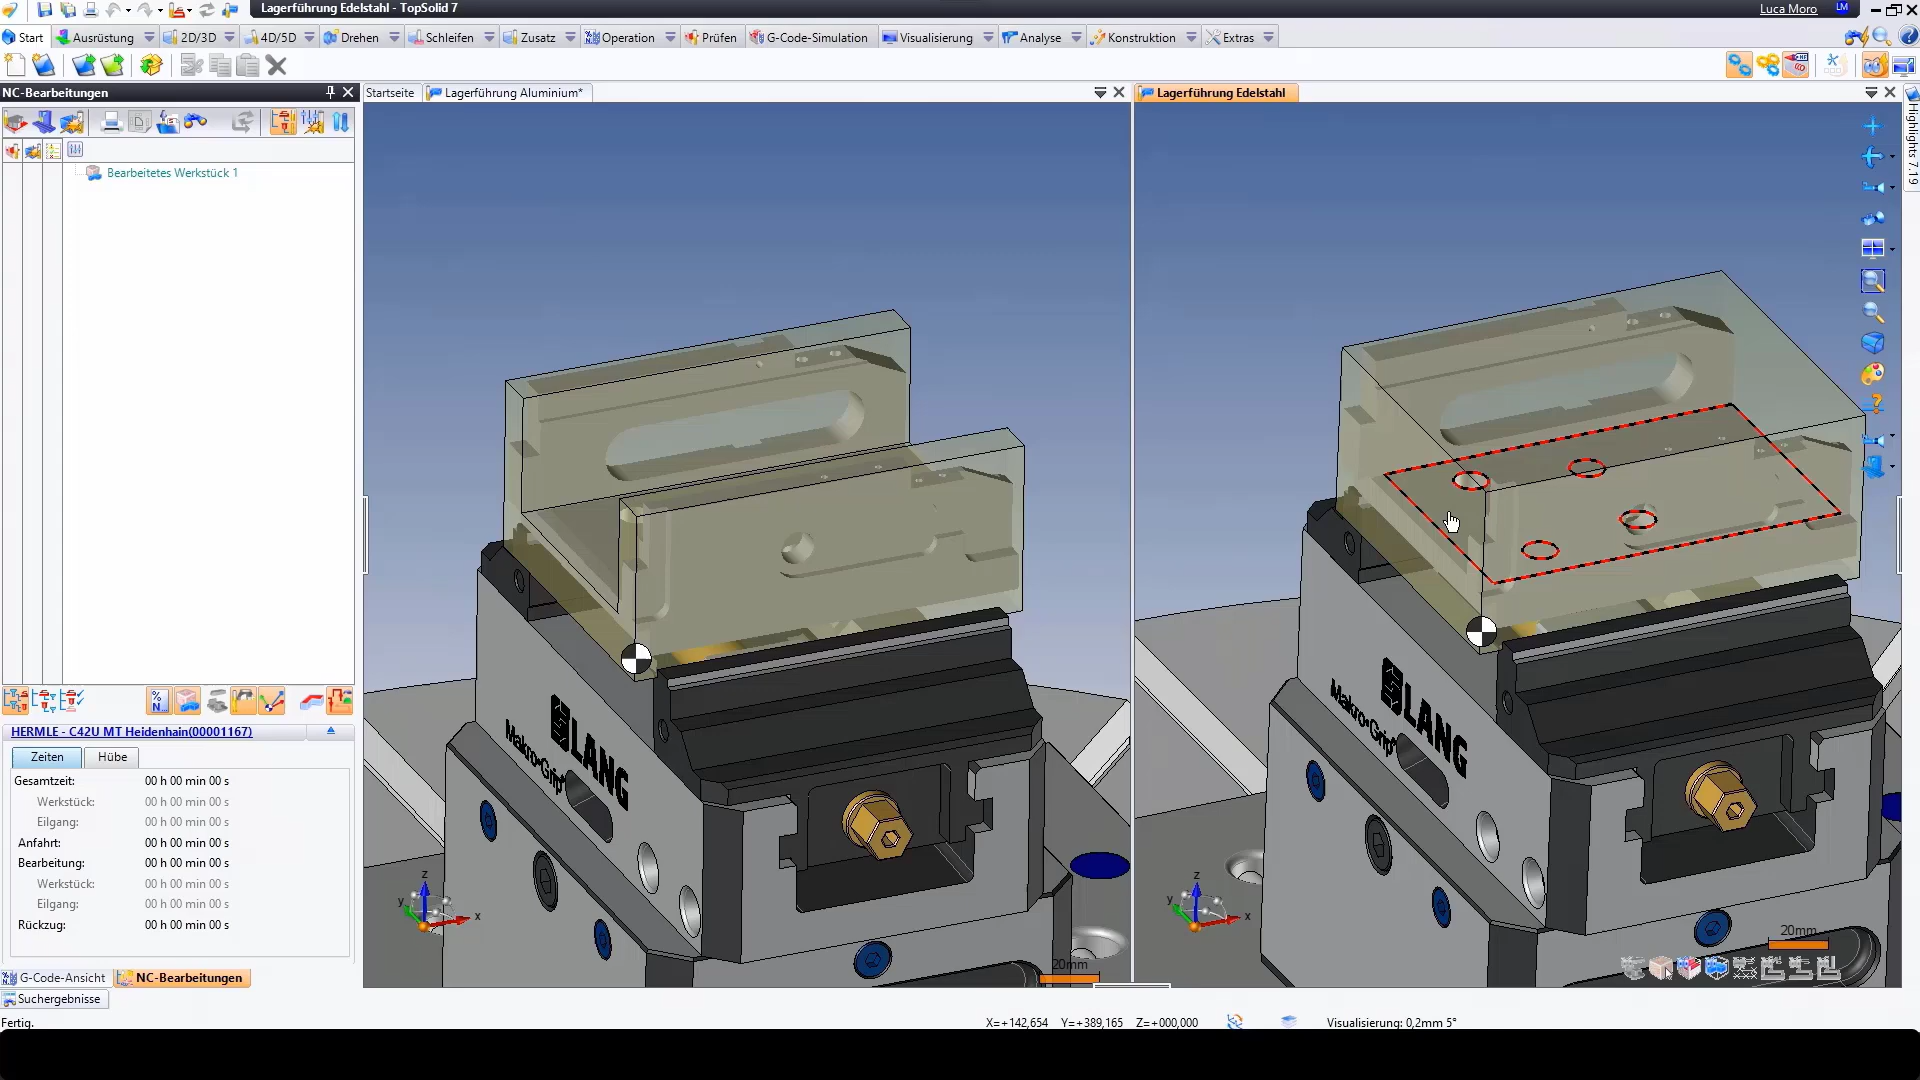 Lagerführung Edelstahl - TopSolid 7
Luca Moro
LM
Start
Ausrüstung
2D/3D
4D/5D
Drehen
Schleifen
Zusatz
Operation
Prüfen
G-Code-Simulation
Visualisierung
Analyse
Konstruktion
Extras
NC-Bearbeitungen
Startseite
Lagerführung Aluminium*
Lagerführung Edelstahl
Highlights 7.19
Bearbeitetes Werkstück 1
HERMLE - C42U MT Heidenhain(00001167)
Zeiten
Hübe
Gesamtzeit: 00 h 00 min 00 s
Werkstück: 00 h 00 min 00 s
Eilgang: 00 h 00 min 00 s
Anfahrt: 00 h 00 min 00 s
Bearbeitung: 00 h 00 min 00 s
Werkstück: 00 h 00 min 00 s
Eilgang: 00 h 00 min 00 s
Rückzug: 00 h 00 min 00 s
G-Code-Ansicht
NC-Bearbeitungen
Suchergebnisse
LANG
Makro•Grip
z
y
x
20mm
LANG
Makro•Grip
z
y
x
20mm
Fertig.
X=+142,654 Y=+389,165 Z=+000,000
Visualisierung: 0,2mm 5°